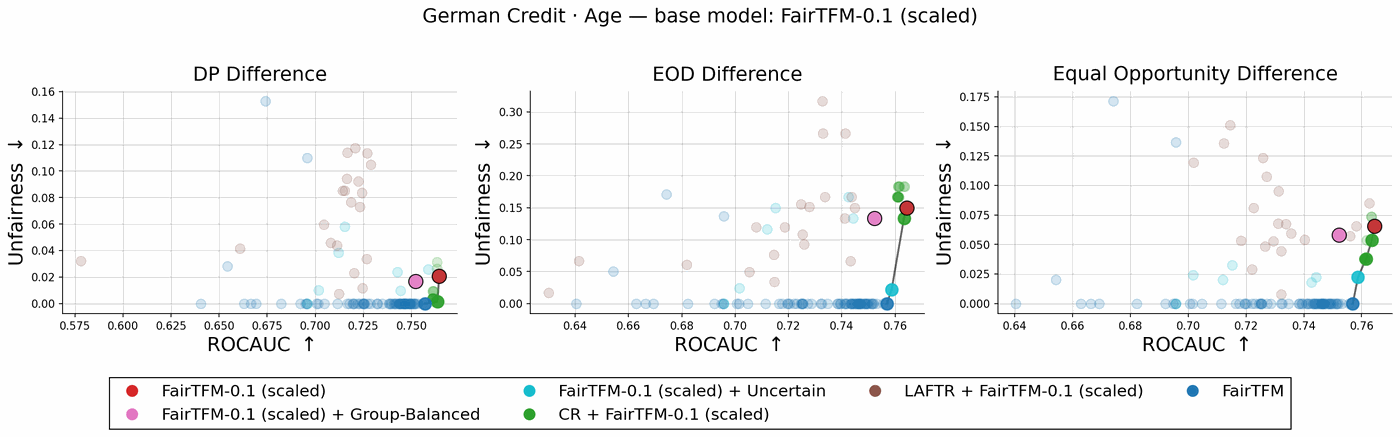 German Credit · Age — base model: FairTFM-0.1 (scaled)
DP Difference
EOD Difference
Equal Opportunity Difference
Unfairness ↓
0.16
0.14
0.12
0.10
0.08
0.06
0.04
0.02
0.00
0.575 0.600 0.625 0.650 0.675 0.700 0.725 0.750
ROCAUC ↑
Unfairness ↓
0.30
0.25
0.20
0.15
0.10
0.05
0.00
0.64 0.66 0.68 0.70 0.72 0.74 0.76
ROCAUC ↑
Unfairness ↓
0.175
0.150
0.125
0.100
0.075
0.050
0.025
0.000
0.64 0.66 0.68 0.70 0.72 0.74 0.76
ROCAUC ↑
FairTFM-0.1 (scaled)
FairTFM-0.1 (scaled) + Group-Balanced
FairTFM-0.1 (scaled) + Uncertain
CR + FairTFM-0.1 (scaled)
LAFTR + FairTFM-0.1 (scaled)
FairTFM